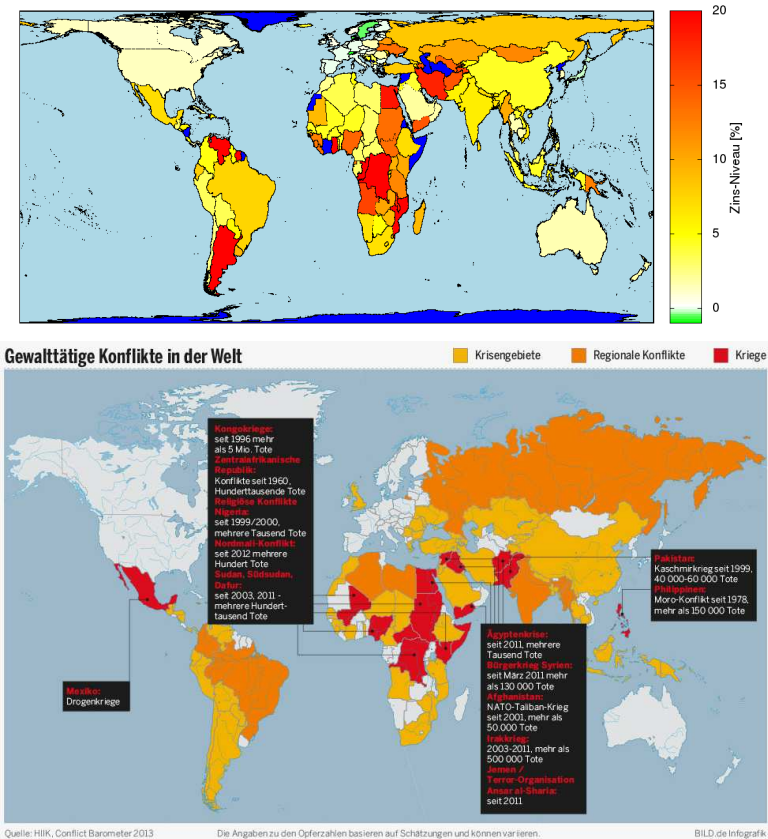 20
15
10
5
0
Zins-Niveau [%]
Gewalttätige Konflikte in der Welt
Krisengebiete
Regionale Konflikte
Kriege
Kongokriege:
seit 1996 mehr
als 5 Mio. Tote
Zentralafrikanische
Republik:
Konflikte seit 1960,
Hunderttausende Tote
Religiöse Konflikte
Nigeria:
seit 1999/2000,
mehrere Tausend Tote
Nordmali-Konflikt:
seit 2012 mehrere
Hundert Tote
Sudan, Südsudan,
Dafur:
seit 2003, 2011 -
mehrere Hundert-
tausend Tote
Pakistan:
Kaschmirkrieg seit 1999,
40 000-60 000 Tote
Philippinen:
Moro-Konflikt seit 1978,
mehr als 150 000 Tote
Mexiko:
Drogenkriege
Ägyptenkrise:
seit 2011, mehrere
Tausend Tote
Bürgerkrieg Syrien:
seit März 2011 mehr
als 130 000 Tote
Afghanistan:
NATO-Taliban-Krieg
seit 2001, mehr als
50.000 Tote
Irakkrieg:
2003-2011, mehr als
500 000 Tote
Jemen /
Terror-Organisation
Ansar al-Sharia:
seit 2011
Quelle: HIIK, Conflict Barometer 2013
Die Angaben zu den Opferzahlen basieren auf Schätzungen und können variieren.
BILD.de Infografik